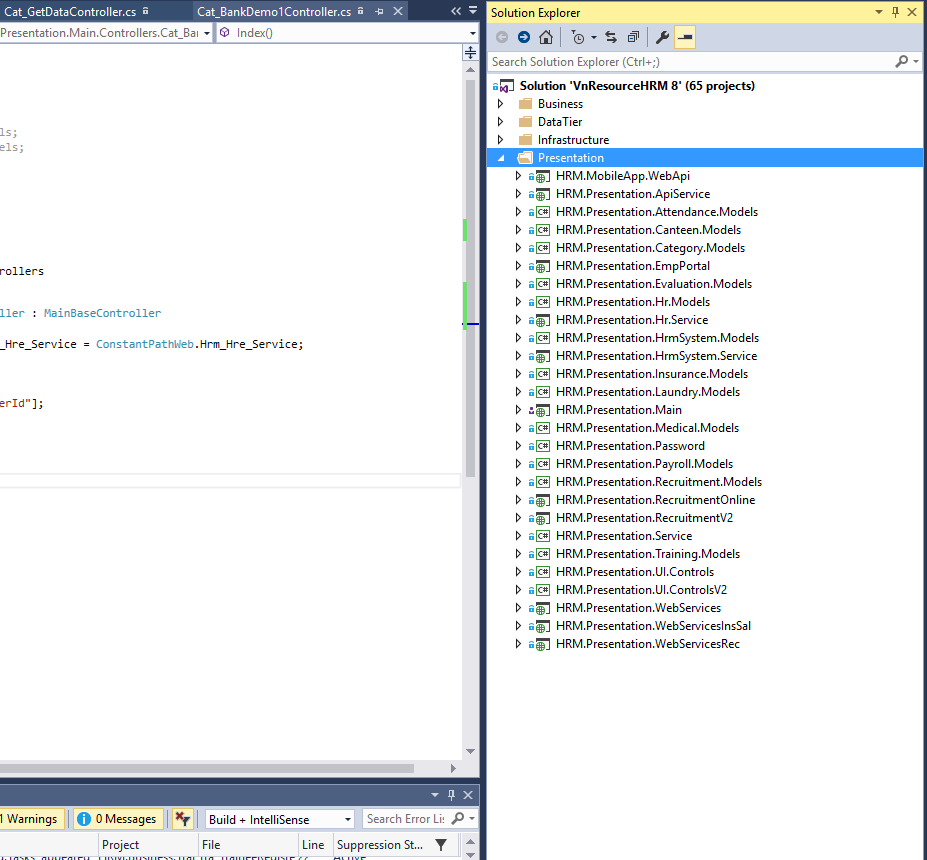 Cat_GetDataController.cs
Cat_BankDemo1Controller.cs
Presentation.Main.Controllers.Cat_Ba
Index()
ls;
els;
rollers
ller : MainBaseController
_Hre_Service = ConstantPathWeb.Hrm_Hre_Service;
erId"];
1 Warnings
0 Messages
Build + IntelliSense
Search Error Li
Project
File
Line
Suppression St...
Active
Solution Explorer
Search Solution Explorer (Ctrl+;)
Solution 'VnResourceHRM 8' (65 projects)
Business
DataTier
Infrastructure
Presentation
HRM.MobileApp.WebApi
HRM.Presentation.ApiService
C# HRM.Presentation.Attendance.Models
C# HRM.Presentation.Canteen.Models
C# HRM.Presentation.Category.Models
HRM.Presentation.EmpPortal
C# HRM.Presentation.Evaluation.Models
C# HRM.Presentation.Hr.Models
HRM.Presentation.Hr.Service
C# HRM.Presentation.HrmSystem.Models
HRM.Presentation.HrmSystem.Service
C# HRM.Presentation.Insurance.Models
C# HRM.Presentation.Laundry.Models
HRM.Presentation.Main
C# HRM.Presentation.Medical.Models
C# HRM.Presentation.Password
C# HRM.Presentation.Payroll.Models
C# HRM.Presentation.Recruitment.Models
HRM.Presentation.RecruitmentOnline
HRM.Presentation.RecruitmentV2
C# HRM.Presentation.Service
C# HRM.Presentation.Training.Models
C# HRM.Presentation.UI.Controls
C# HRM.Presentation.UI.ControlsV2
HRM.Presentation.WebServices
HRM.Presentation.WebServicesInsSal
HRM.Presentation.WebServicesRec